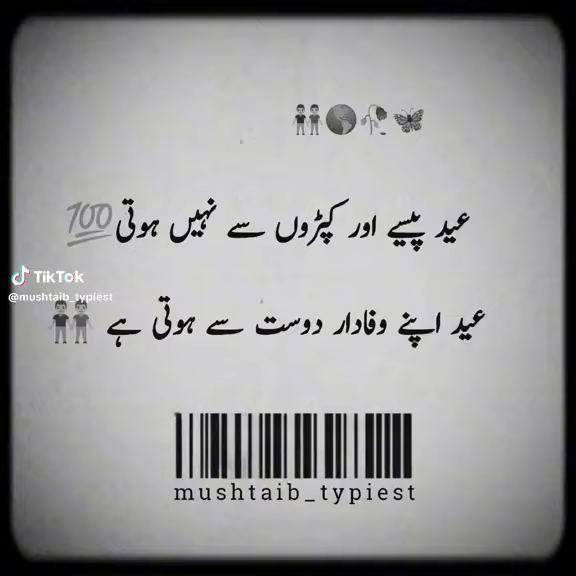 عید پیسے اور کپڑوں سے نہیں ہوتی 💯
TikTok
@mushtaib_typiest
عید اپنے وفادار دوست سے ہوتی ہے
mushtaib_typiest